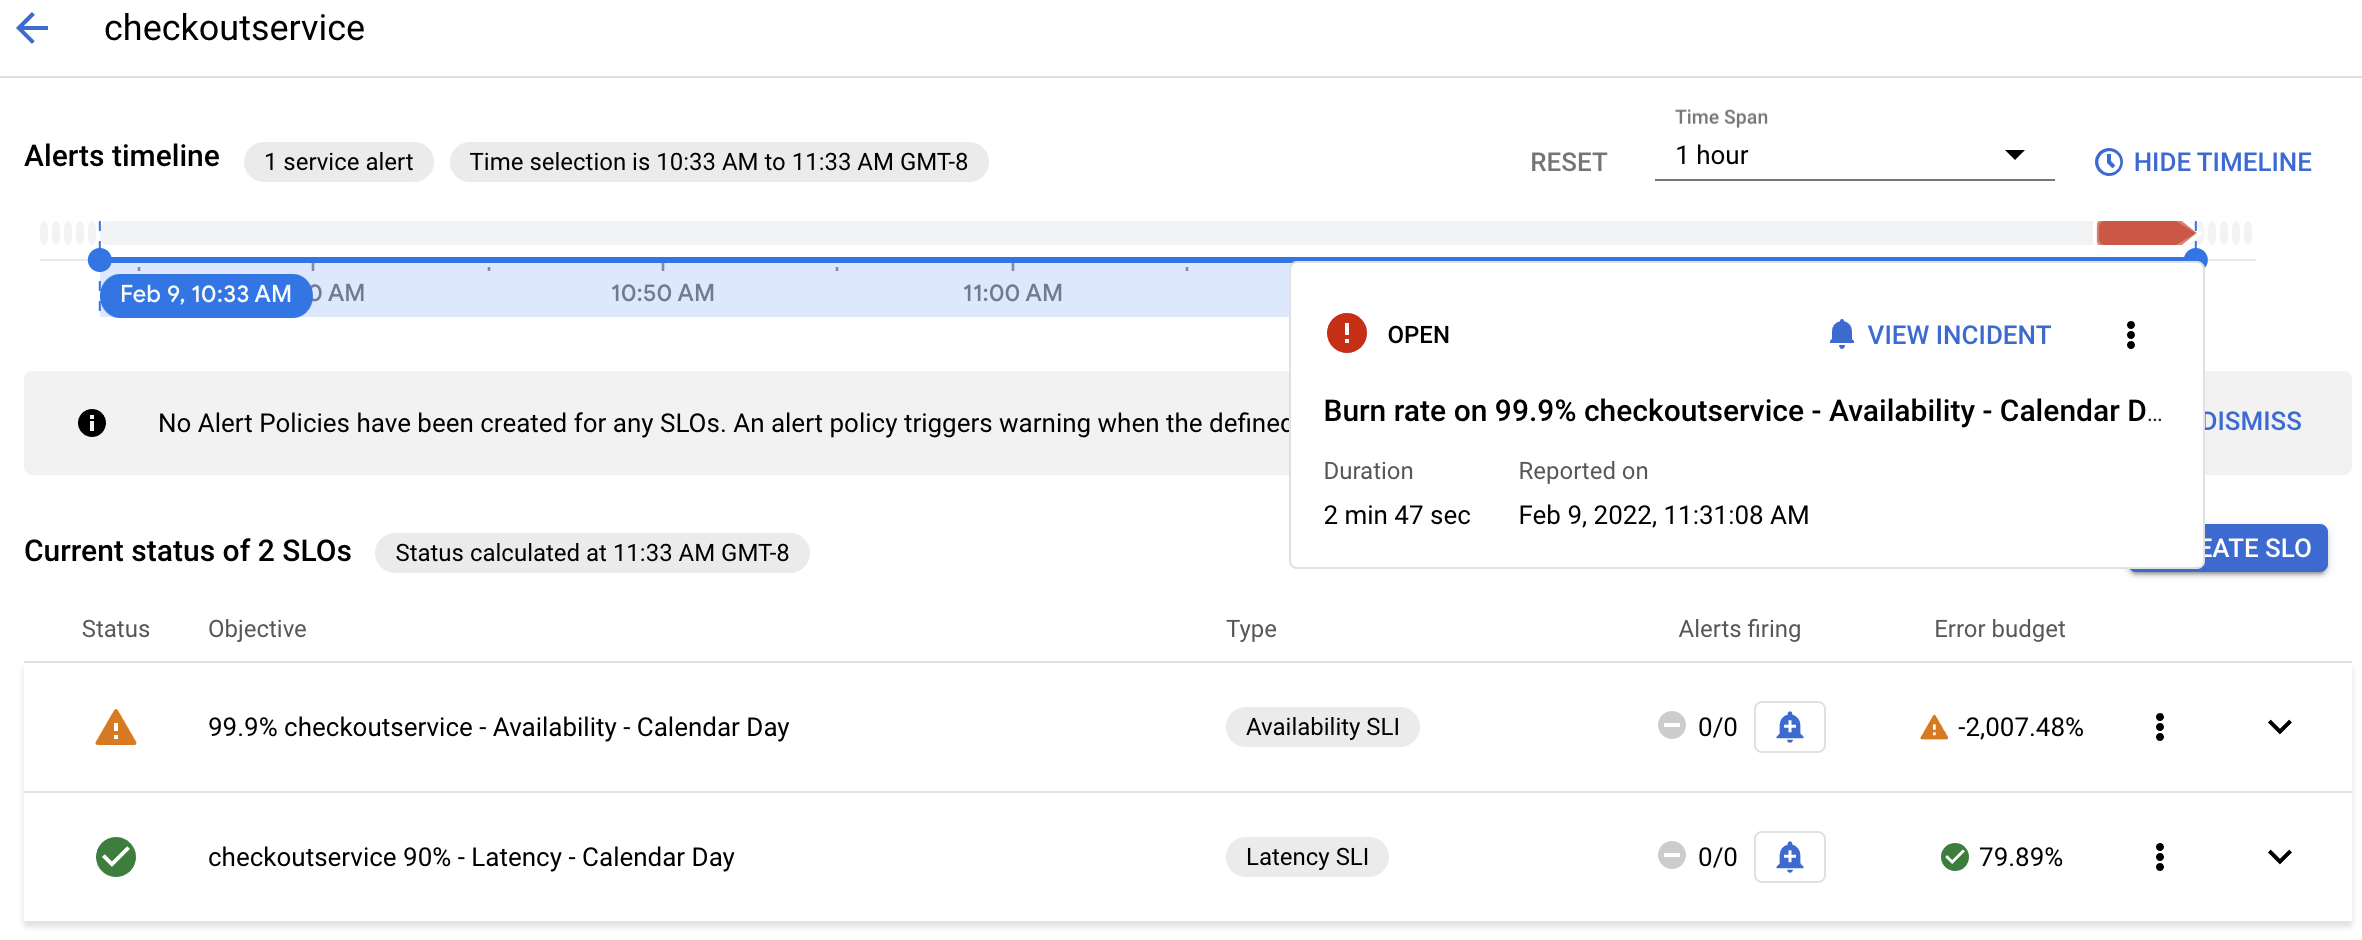 checkoutservice
Time Span
Alerts timeline 1 service alert Time selection is 10:33 AM to 11:33 AM GMT-8 RESET 1 hour HIDE TIMELINE
Feb 9, 10:33 AM 0 AM 10:50 AM 11:00 AM
OPEN VIEW INCIDENT
Burn rate on 99.9% checkoutservice - Availability - Calendar D...
No Alert Policies have been created for any SLOs. An alert policy triggers warning when the defined DISMISS
Duration Reported on
2 min 47 sec Feb 9, 2022, 11:31:08 AM
Current status of 2 SLOs Status calculated at 11:33 AM GMT-8 EATE SLO
Status Objective Type Alerts firing Error budget
99.9% checkoutservice - Availability - Calendar Day Availability SLI 0/0 -2,007.48%
checkoutservice 90% - Latency - Calendar Day Latency SLI 0/0 79.89%